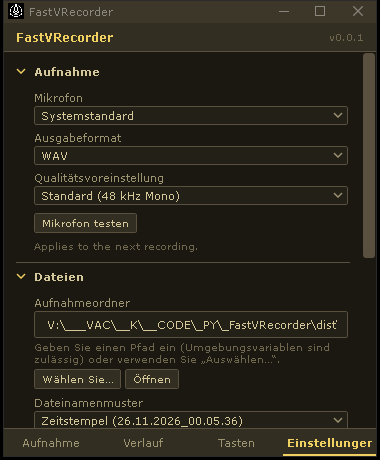 FastVRecorder
FastVRecorder v0.0.1
Aufnahme
Mikrofon
Systemstandard
Ausgabeformat
WAV
Qualitätsvoreinstellung
Standard (48 kHz Mono)
Mikrofon testen
Applies to the next recording.
Dateien
Aufnahmeordner
V:\___VAC\__K\__CODE\_PY\_FastVRecorder\dist\
Geben Sie einen Pfad ein (Umgebungsvariablen sind
zulässig) oder verwenden Sie „Auswählen…“.
Wählen Sie... Öffnen
Dateinamenmuster
Zeitstempel (26.11.2026_00.05.36)
Aufnahme Verlauf Tasten Einstellunger